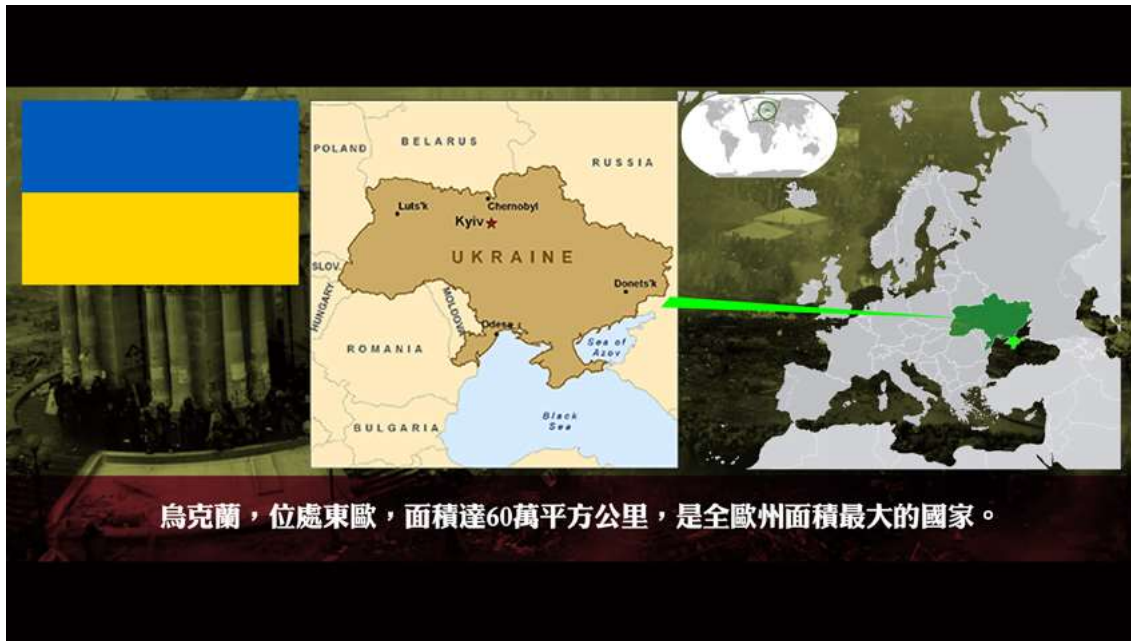 POLAND
BELARUS
RUSSIA
Luts'k
Chernobyl
Kyiv
UKRAINE
SLOV.
Donets'k
HUNGARY
MOLDOVA
Odesa
Sea of
Azov
ROMANIA
Black
Sea
BULGARIA
烏克蘭，位處東歐，面積達60萬平方公里，是全歐州面積最大的國家。